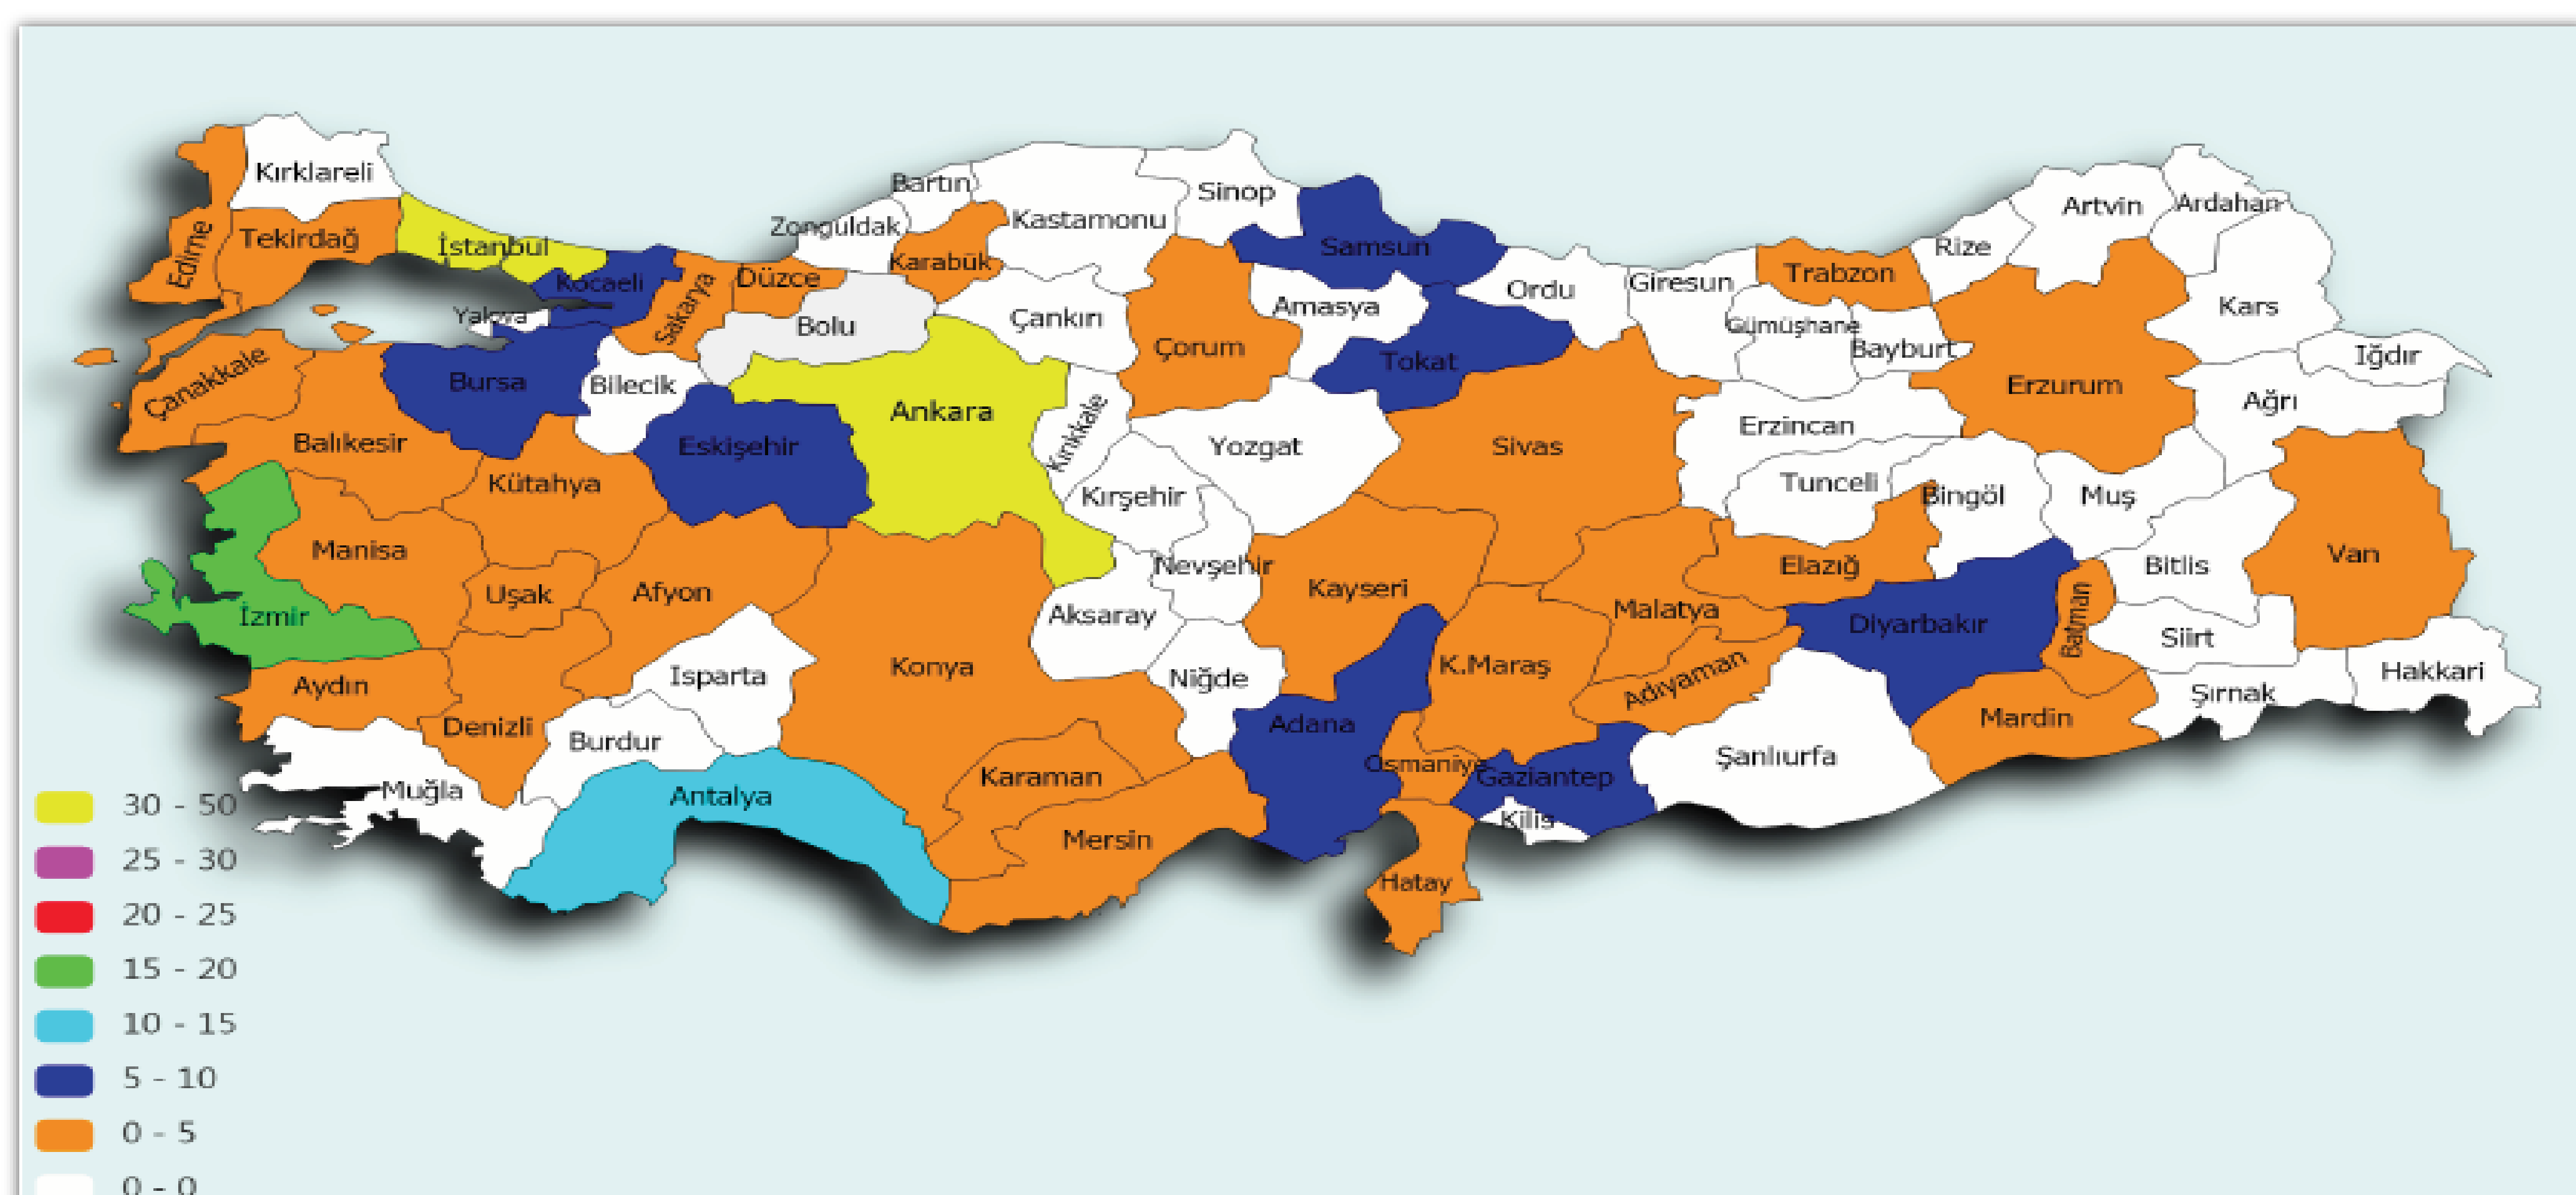 Kırklareli
Edirne
Tekirdağ
İstanbul
Kocaeli
Yalova
Sakarya
Düzce
Zonguldak
Bartın
Karabük
Kastamonu
Sinop
Samsun
Ordu
Giresun
Trabzon
Rize
Artvin
Ardahan
Kars
Iğdır
Ağrı
Erzurum
Bayburt
Gümüşhane
Tokat
Amasya
Çorum
Çankırı
Bolu
Bilecik
Bursa
Çanakkale
Balıkesir
Kütahya
Eskişehir
Ankara
Kırıkkale
Yozgat
Sivas
Erzincan
Tunceli
Bingöl
Muş
Van
Bitlis
Elazığ
Malatya
Kayseri
Nevşehir
Kırşehir
Aksaray
Konya
Afyon
Uşak
Manisa
İzmir
Aydın
Denizli
Isparta
Burdur
Muğla
Antalya
Karaman
Mersin
Niğde
Adana
K.Maraş
Adıyaman
Diyarbakır
Batman
Siirt
Şırnak
Hakkari
Mardin
Şanlıurfa
Gaziantep
Osmaniye
Kilis
Hatay
30 - 50
25 - 30
20 - 25
15 - 20
10 - 15
5 - 10
0 - 5
0 - 0